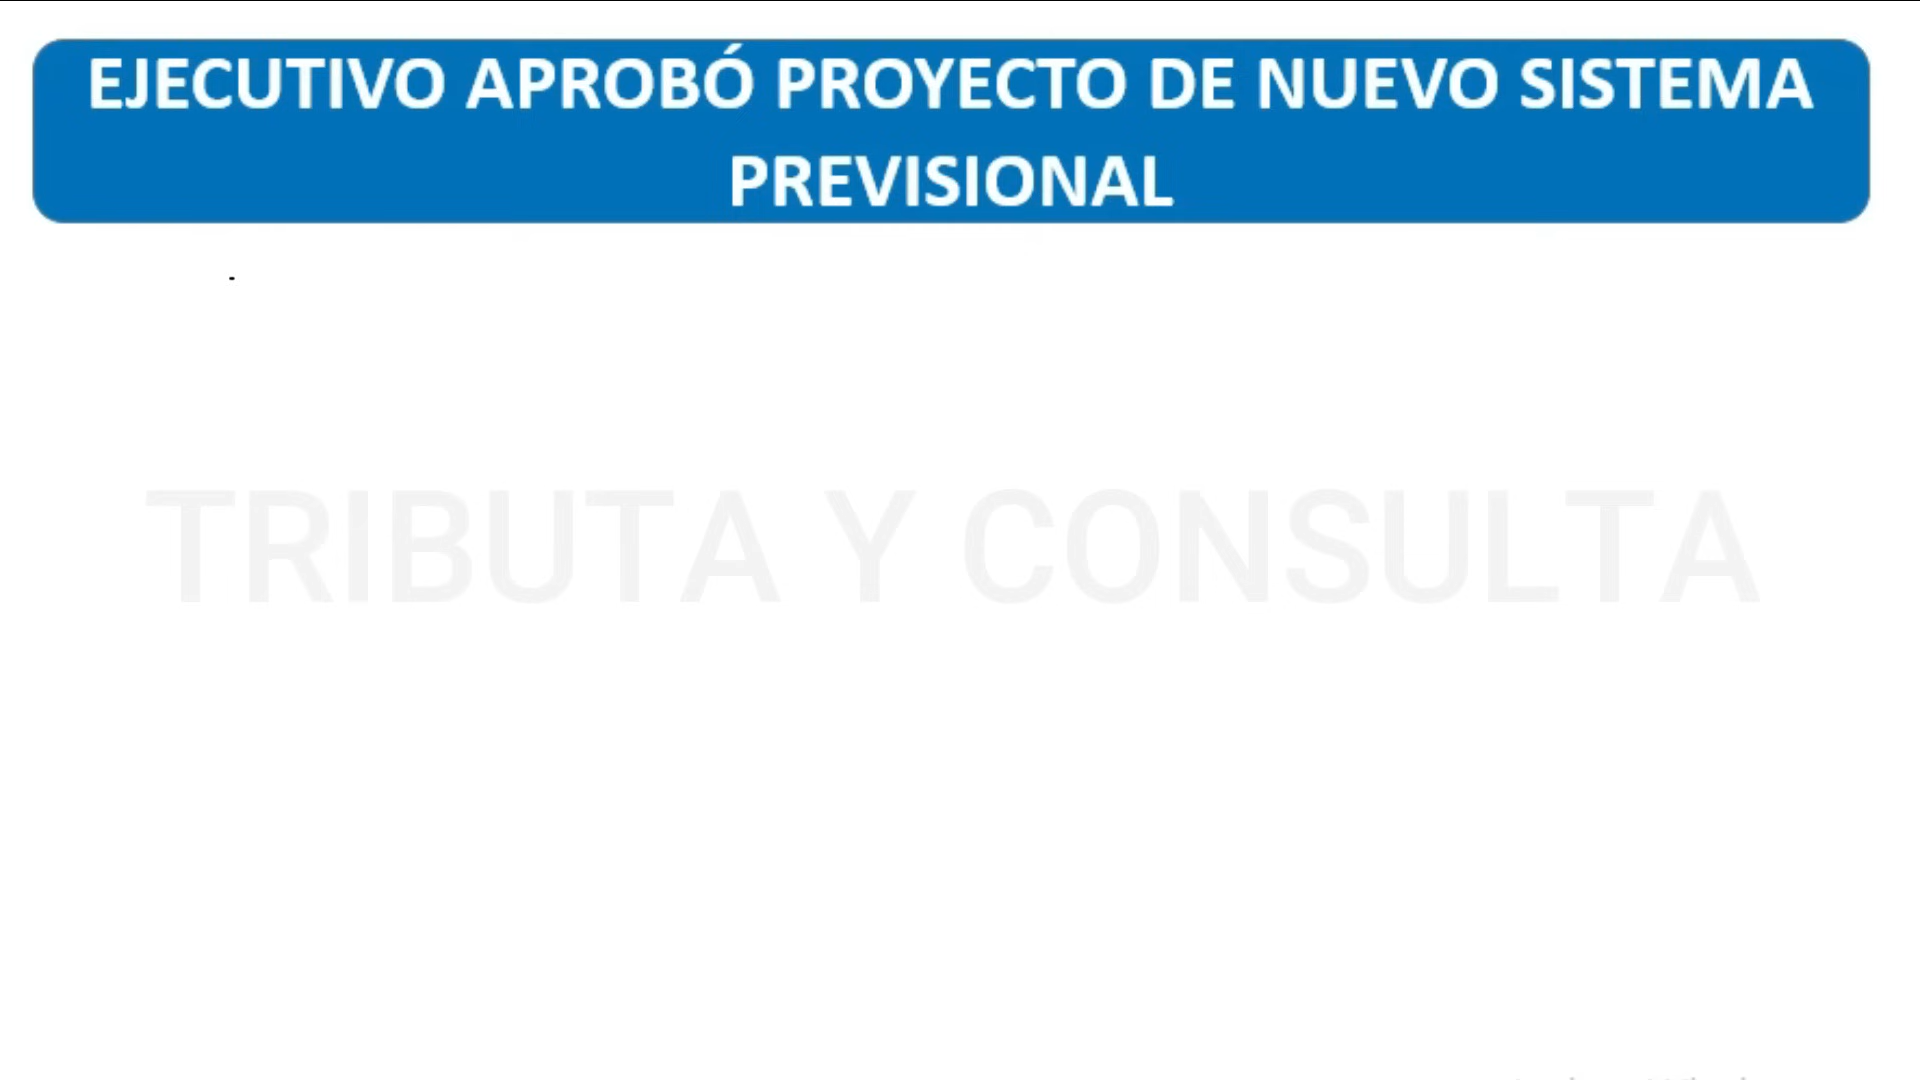 EJECUTIVO APROBÓ PROYECTO DE NUEVO SISTEMA
PREVISIONAL
-
TRIBUTA Y CONSULTA